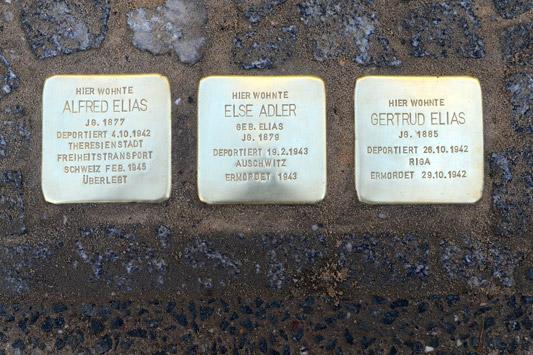 HIER WOHNTE
ALFRED ELIAS
JG. 1877
DEPORTIERT 4.10.1942
THERESIENSTADT
FREIHEITSTRANSPORT
SCHWEIZ FEB. 1945
ÜBERLEBT
HIER WOHNTE
ELSE ADLER
GEB. ELIAS
JG. 1879
DEPORTIERT 19.2.1943
AUSCHWITZ
ERMORDET 1943
HIER WOHNTE
GERTRUD ELIAS
JG. 1885
DEPORTIERT 26.10.1942
RIGA
ERMORDET 29.10.1942